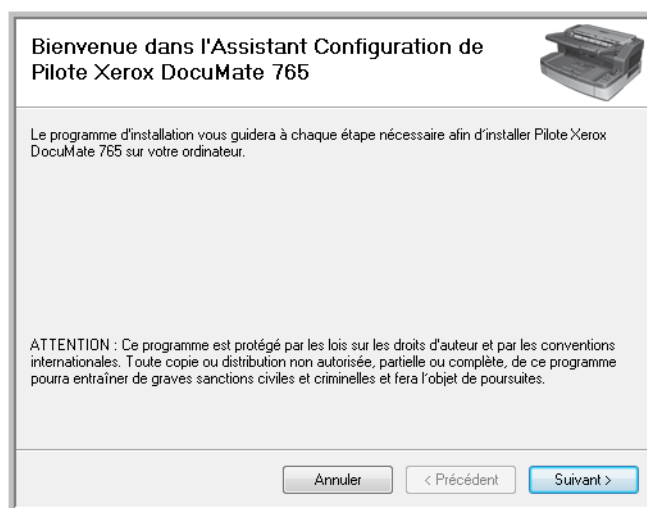 Bienvenue dans l'Assistant Configuration de
Pilote Xerox DocuMate 765
Le programme d'installation vous guidera à chaque étape nécessaire afin d'installer Pilote Xerox
DocuMate 765 sur votre ordinateur.
ATTENTION : Ce programme est protégé par les lois sur les droits d'auteur et par les conventions
internationales. Toute copie ou distribution non autorisée, partielle ou complète, de ce programme
pourra entraîner de graves sanctions civiles et criminelles et fera l'objet de poursuites.
Annuler < Précédent Suivant >